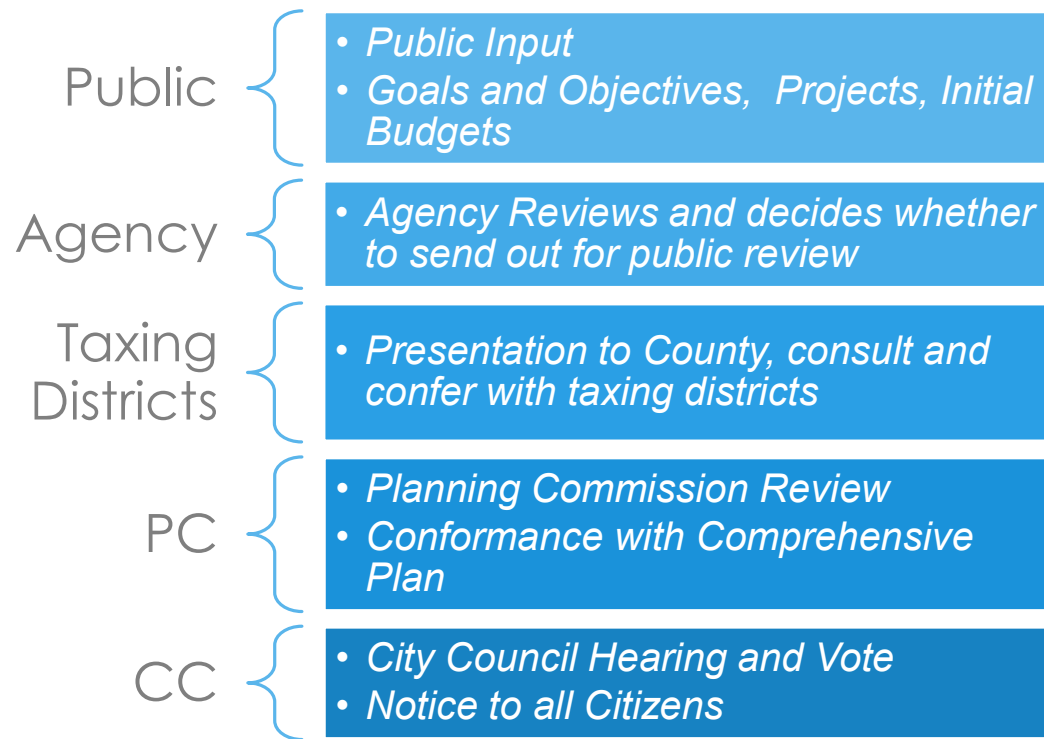 Public
• Public Input
• Goals and Objectives,  Projects, Initial
Budgets
Agency
• Agency Reviews and decides whether
to send out for public review
Taxing
Districts
• Presentation to County, consult and
confer with taxing districts
PC
• Planning Commission Review
• Conformance with Comprehensive
Plan
CC
• City Council Hearing and Vote
• Notice to all Citizens